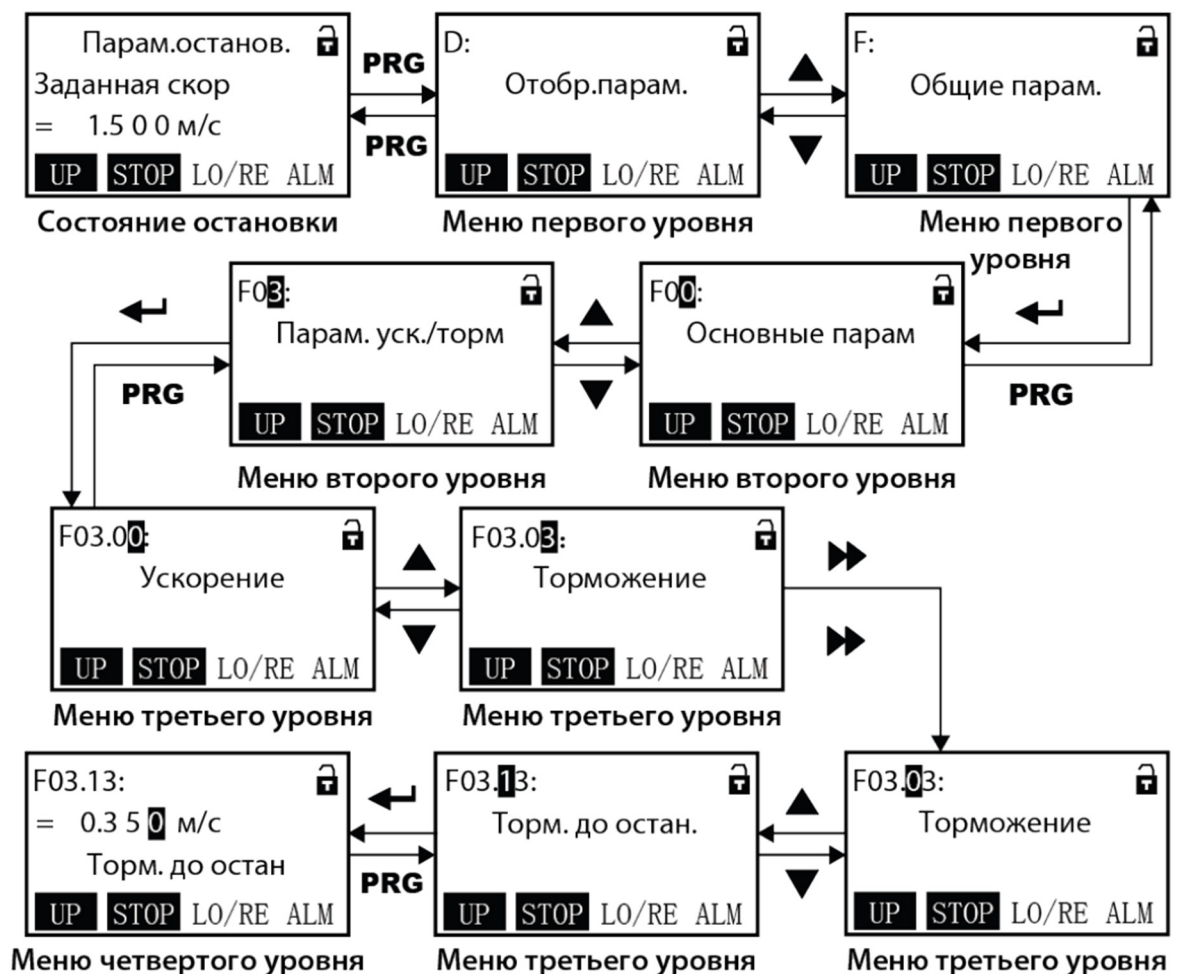 Парам.останов.
Заданная скор
= 1.5 0 0 м/с
UP STOP LO/RE ALM
Состояние остановки
PRG
PRG
D:
Отобр.парам.
UP STOP LO/RE ALM
Меню первого уровня
F:
Общие парам.
UP STOP LO/RE ALM
Меню первого
уровня
F03:
Парам. уск./торм
UP STOP LO/RE ALM
Меню второго уровня
PRG
F00:
Основные парам
UP STOP LO/RE ALM
Меню второго уровня
PRG
F03.00:
Ускорение
UP STOP LO/RE ALM
Меню третьего уровня
F03.03:
Торможение
UP STOP LO/RE ALM
Меню третьего уровня
F03.13:
= 0.3 5 0 м/с
Торм. до остан
UP STOP LO/RE ALM
Меню четвертого уровня
PRG
F03.13:
Торм. до остан.
UP STOP LO/RE ALM
Меню третьего уровня
F03.03:
Торможение
UP STOP LO/RE ALM
Меню третьего уровня